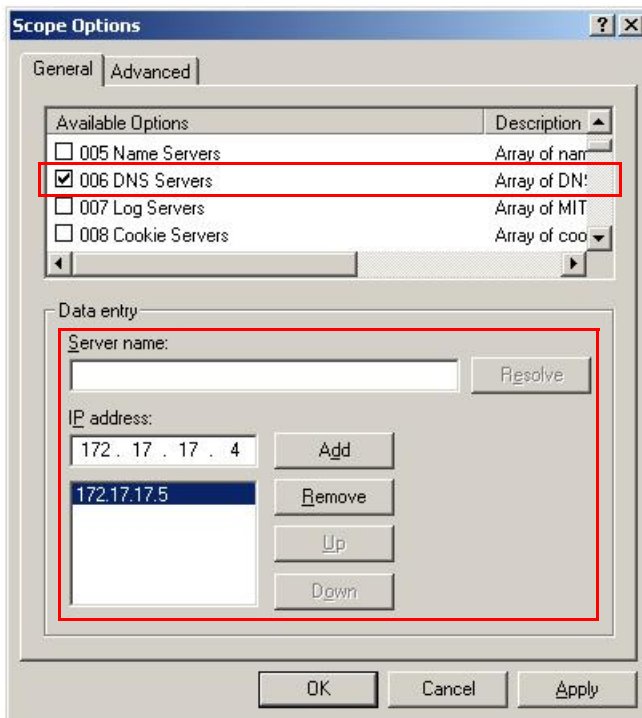 Scope Options
General Advanced
Available Options Description
005 Name Servers Array of nam
006 DNS Servers Array of DN
007 Log Servers Array of MIT
008 Cookie Servers Array of coo
Data entry
Server name:
Resolve
IP address:
172 . 17 . 17 . 4 Add
172.17.17.5 Remove
Up
Down
OK Cancel Apply